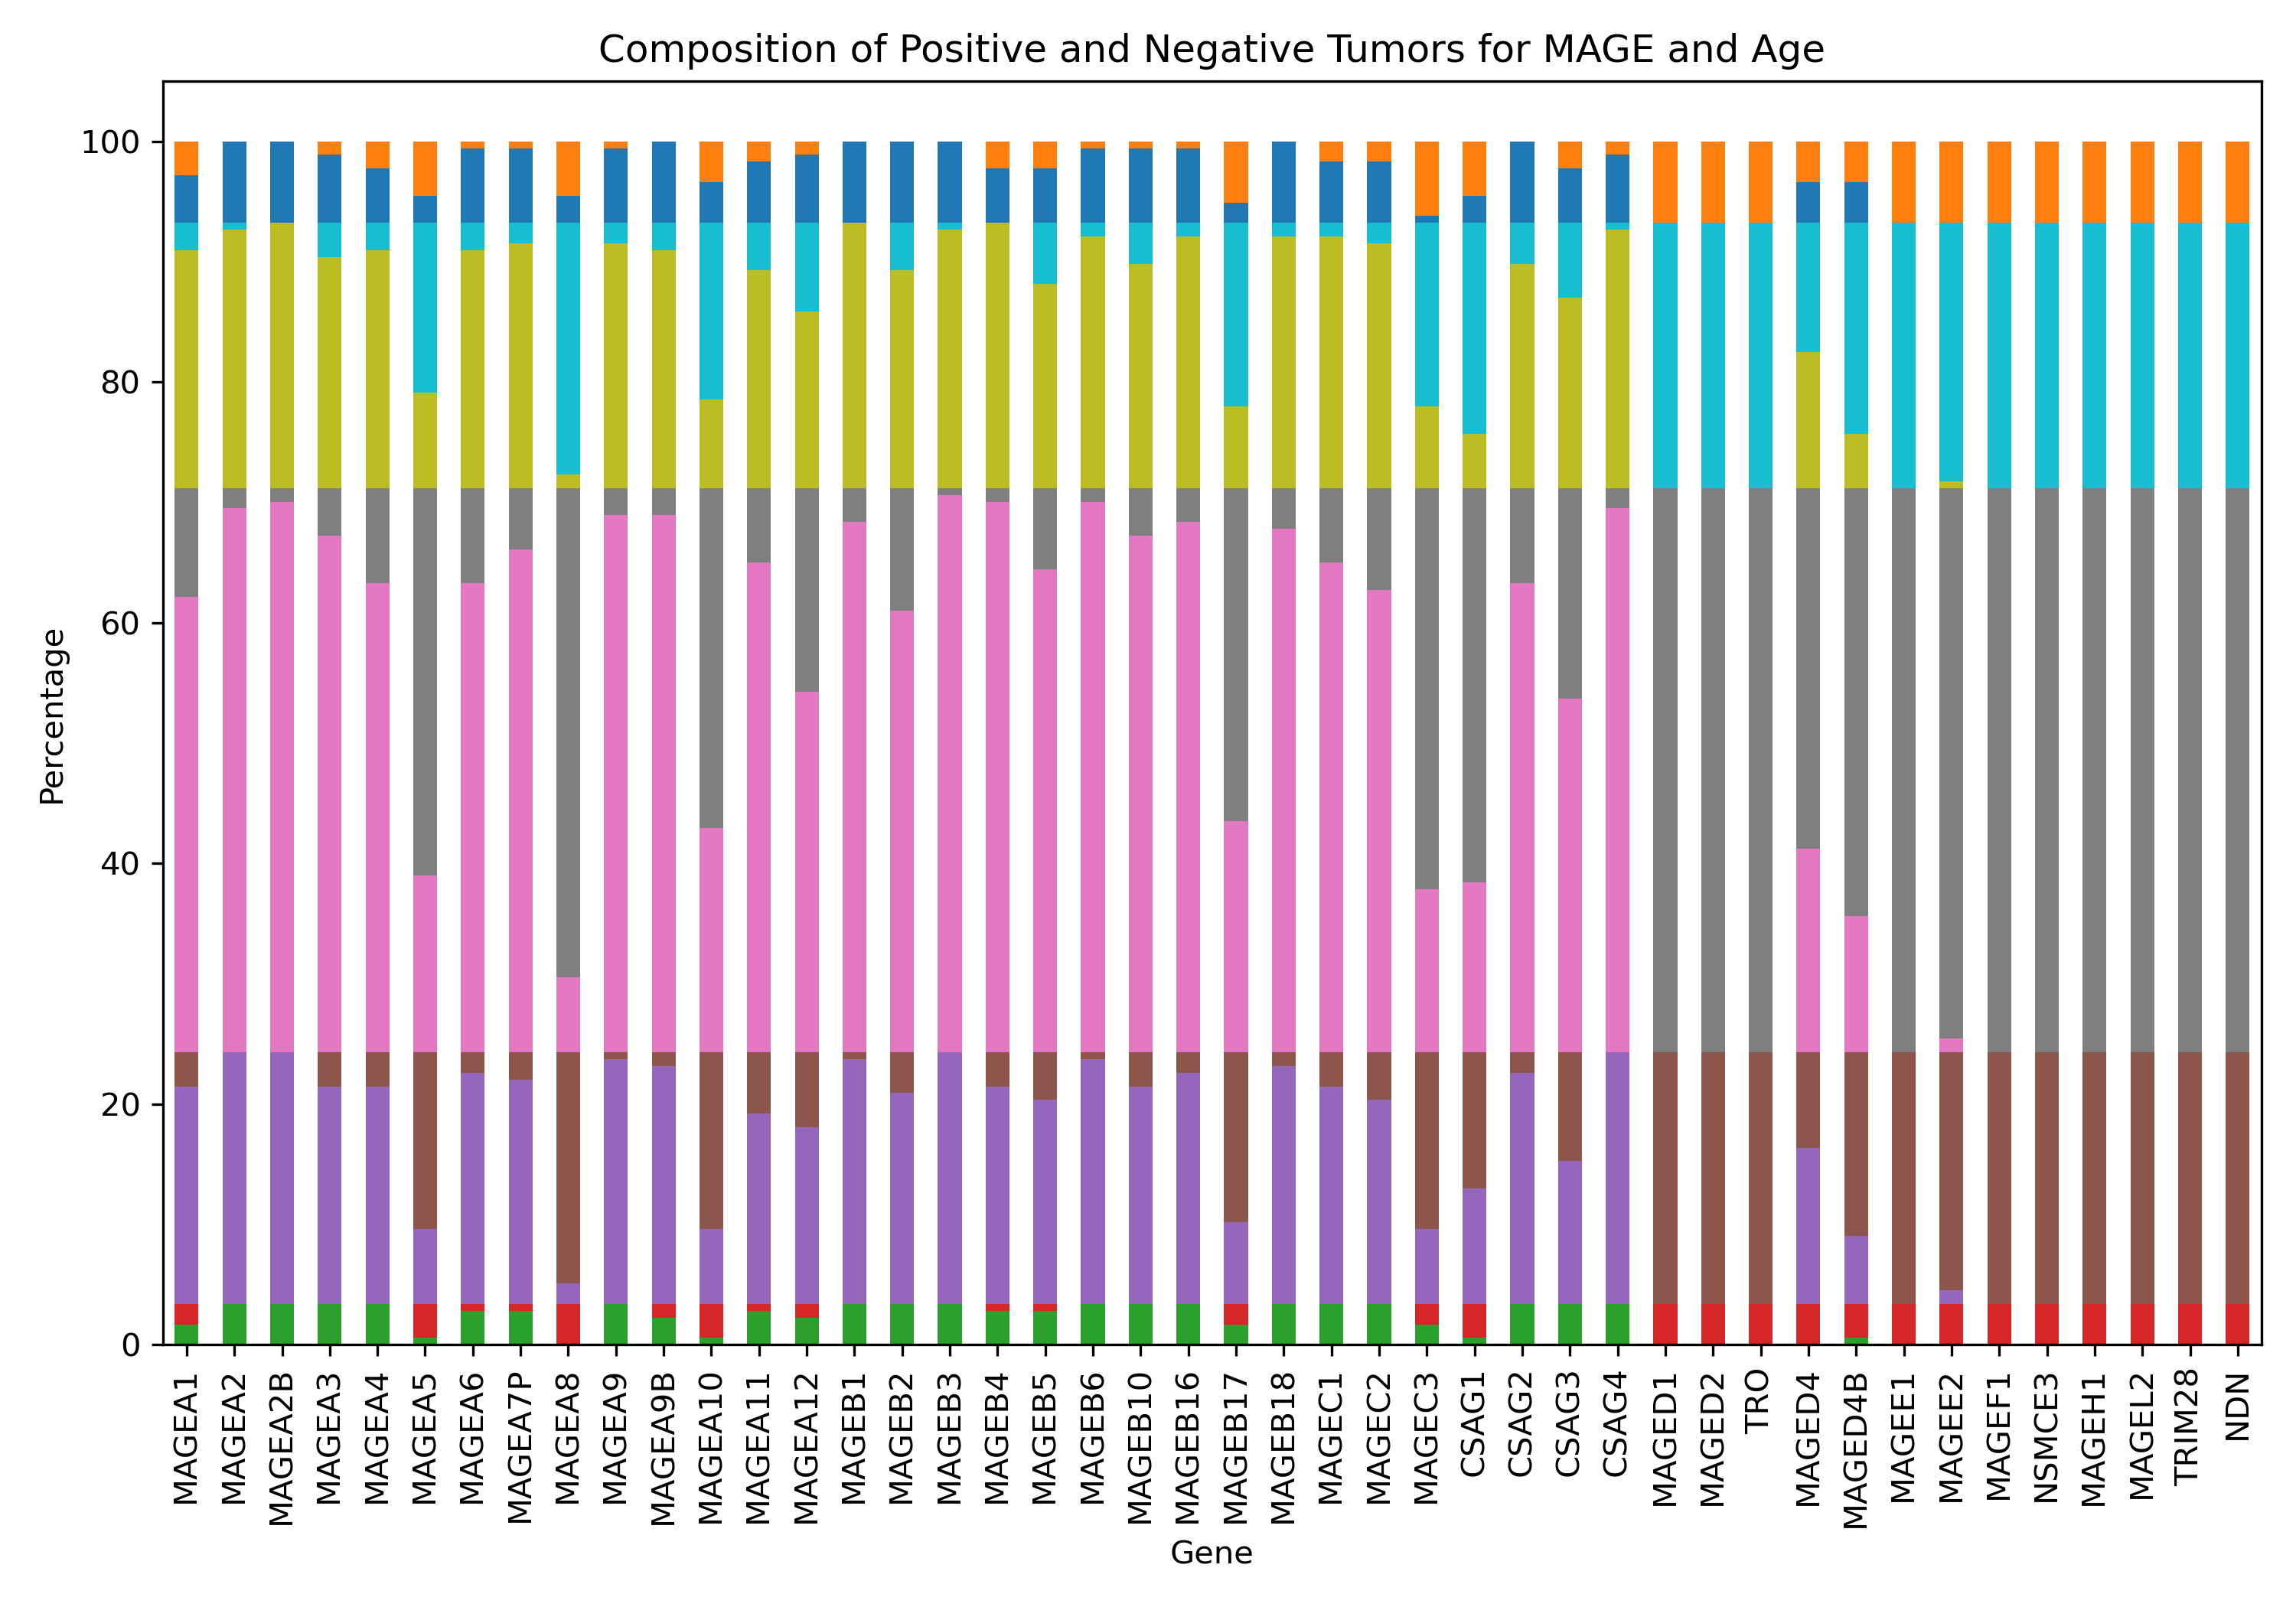 Composition of Positive and Negative Tumors for MAGE and Age
100
80
60
40
20
0
Percentage
MAGEA1
MAGEA2
MAGEA2B
MAGEA3
MAGEA4
MAGEA5
MAGEA6
MAGEA7P
MAGEA8
MAGEA9
MAGEA9B
MAGEA10
MAGEA11
MAGEA12
MAGEB1
MAGEB2
MAGEB3
MAGEB4
MAGEB5
MAGEB6
MAGEB10
MAGEB16
MAGEB17
MAGEB18
MAGEC1
MAGEC2
MAGEC3
CSAG1
CSAG2
CSAG3
CSAG4
MAGED1
MAGED2
TRO
MAGED4
MAGED4B
MAGEE1
MAGEE2
MAGEF1
NSMCE3
MAGEH1
MAGEL2
TRIM28
NDN
Gene